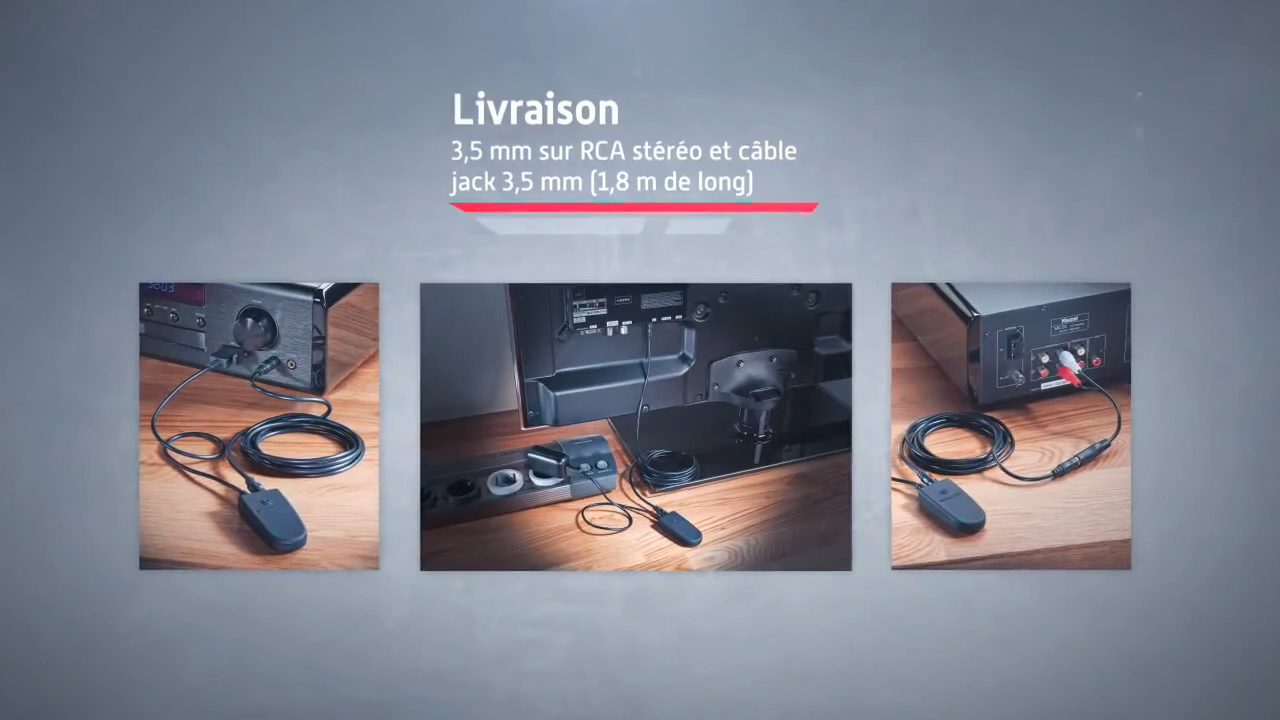 Livraison
3,5 mm sur RCA stéréo et câble
jack 3,5 mm (1,8 m de long)